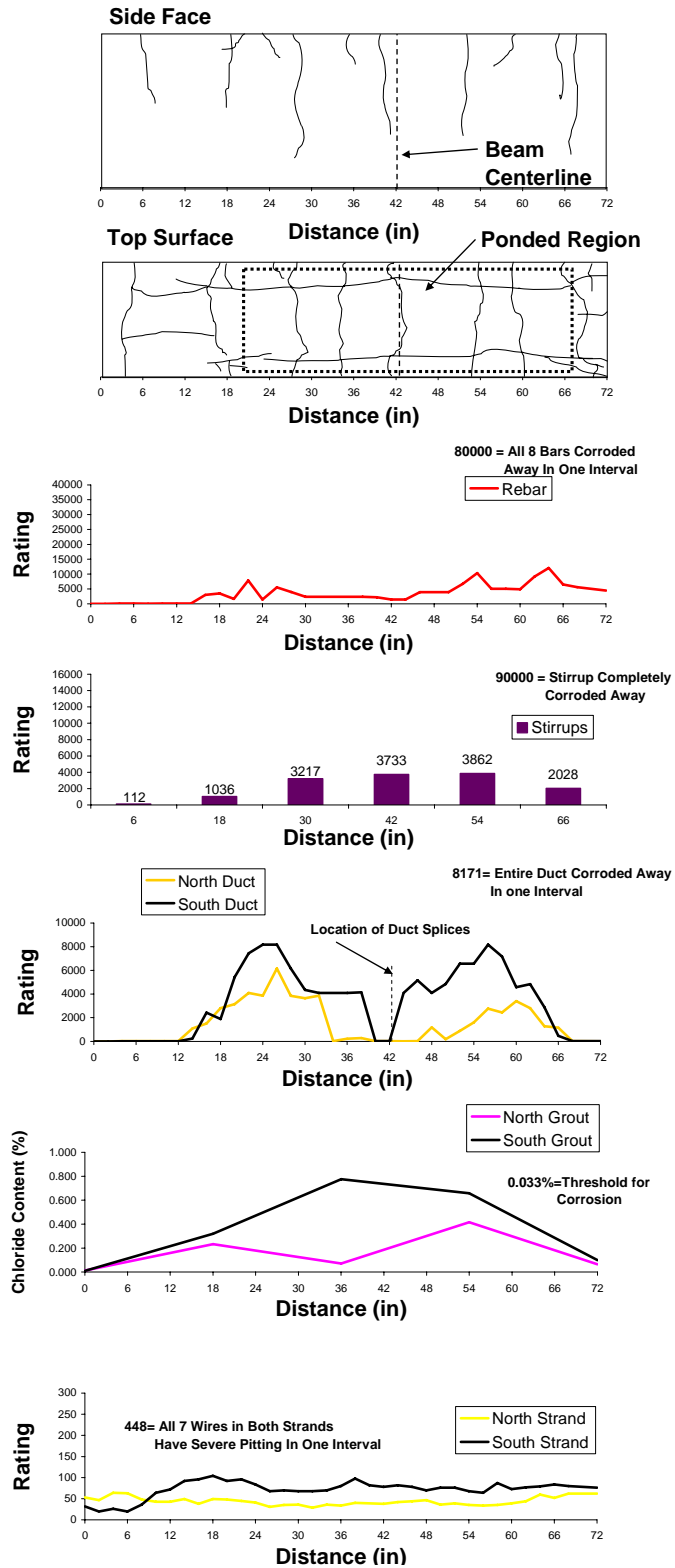 Side Face
Beam
Centerline
0 6 12 18 24 30 36 42 48 54 60 66 72
Distance (in)
Top Surface
Ponded Region
0 6 12 18 24 30 36 42 48 54 60 66 72
Distance (in)
80000 = All 8 Bars Corroded
Away In One Interval
Rebar
Rating
40000
35000
30000
25000
20000
15000
10000
5000
0
0 6 12 18 24 30 36 42 48 54 60 66 72
Distance (in)
90000 = Stirrup Completely
Corroded Away
Stirrups
Rating
16000
14000
12000
10000
8000
6000
4000
2000
0
112 1036 3217 3733 3862 2028
6 18 30 42 54 66
Distance (in)
North Duct
South Duct
8171= Entire Duct Corroded Away
In one Interval
Location of Duct Splices
Rating
10000
8000
6000
4000
2000
0
0 6 12 18 24 30 36 42 48 54 60 66 72
Distance (in)
North Grout
South Grout
0.033%=Threshold for
Corrosion
Chloride Content (%)
1.000
0.800
0.600
0.400
0.200
0.000
0 6 12 18 24 30 36 42 48 54 60 66 72
Distance (in)
448= All 7 Wires in Both Strands
Have Severe Pitting In One Interval
North Strand
South Strand
Rating
300
250
200
150
100
50
0
0 6 12 18 24 30 36 42 48 54 60 66 72
Distance (in)